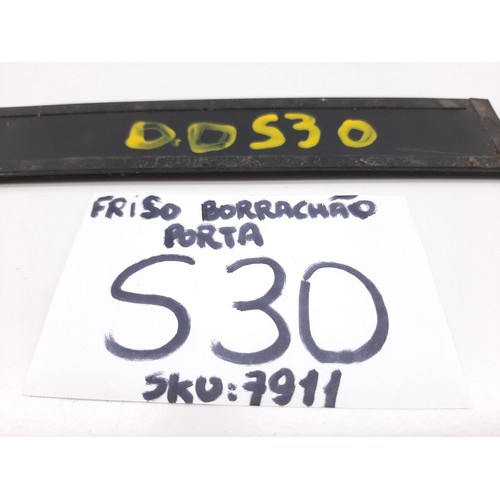 D.D S30
FRISO BORRACHÃO
PORTA
S30
SKU:7911